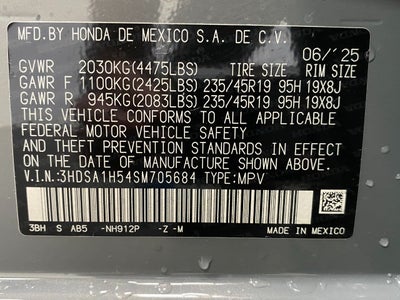 MFD.BY HONDA DE MEXICO S.A. DE C.V.
06/'25
GVWR 2030KG(4475LBS) TIRE SIZE RIM SIZE
GAWR F 1100KG(2425LBS) 235/45R19 95H 19X8J
GAWR R 945KG(2083LBS) 235/45R19 95H 19X8J
THIS VEHICLE CONFORMS TO ALL APPLICABLE
FEDERAL MOTOR VEHICLE SAFETY
AND THEFT PREVENTION STANDARDS IN EFFECT
ON THE DATE OF MANUFACTURE SHOWN ABOVE.
V.I.N.:3HDSA1H54SM705684 TYPE:MPV
3BH S AB5 -NH912P -Z -M MADE IN MEXICO